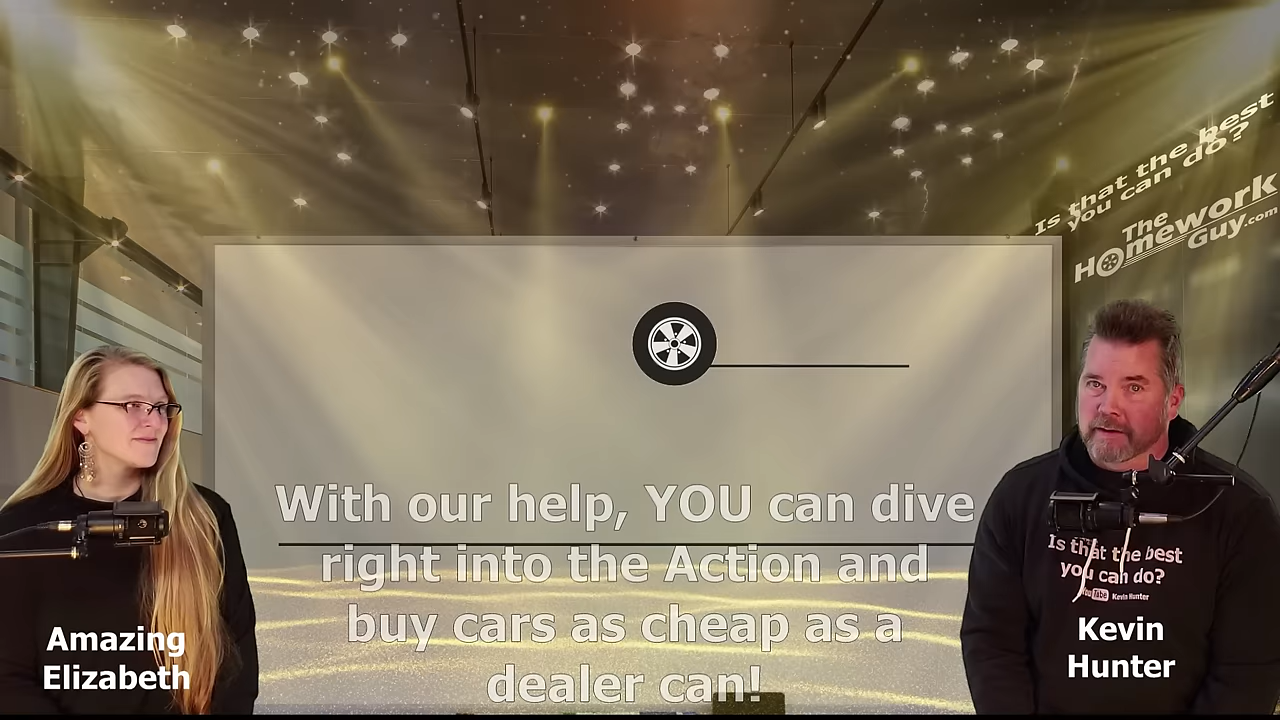 Is that the best
you can do?
The
Homework
Guy.com
With our help, YOU can dive
right into the Action and
buy cars as cheap as a
dealer can!
Is that the best
you can do?
YouTube Kevin Hunter
Amazing
Elizabeth
Kevin
Hunter